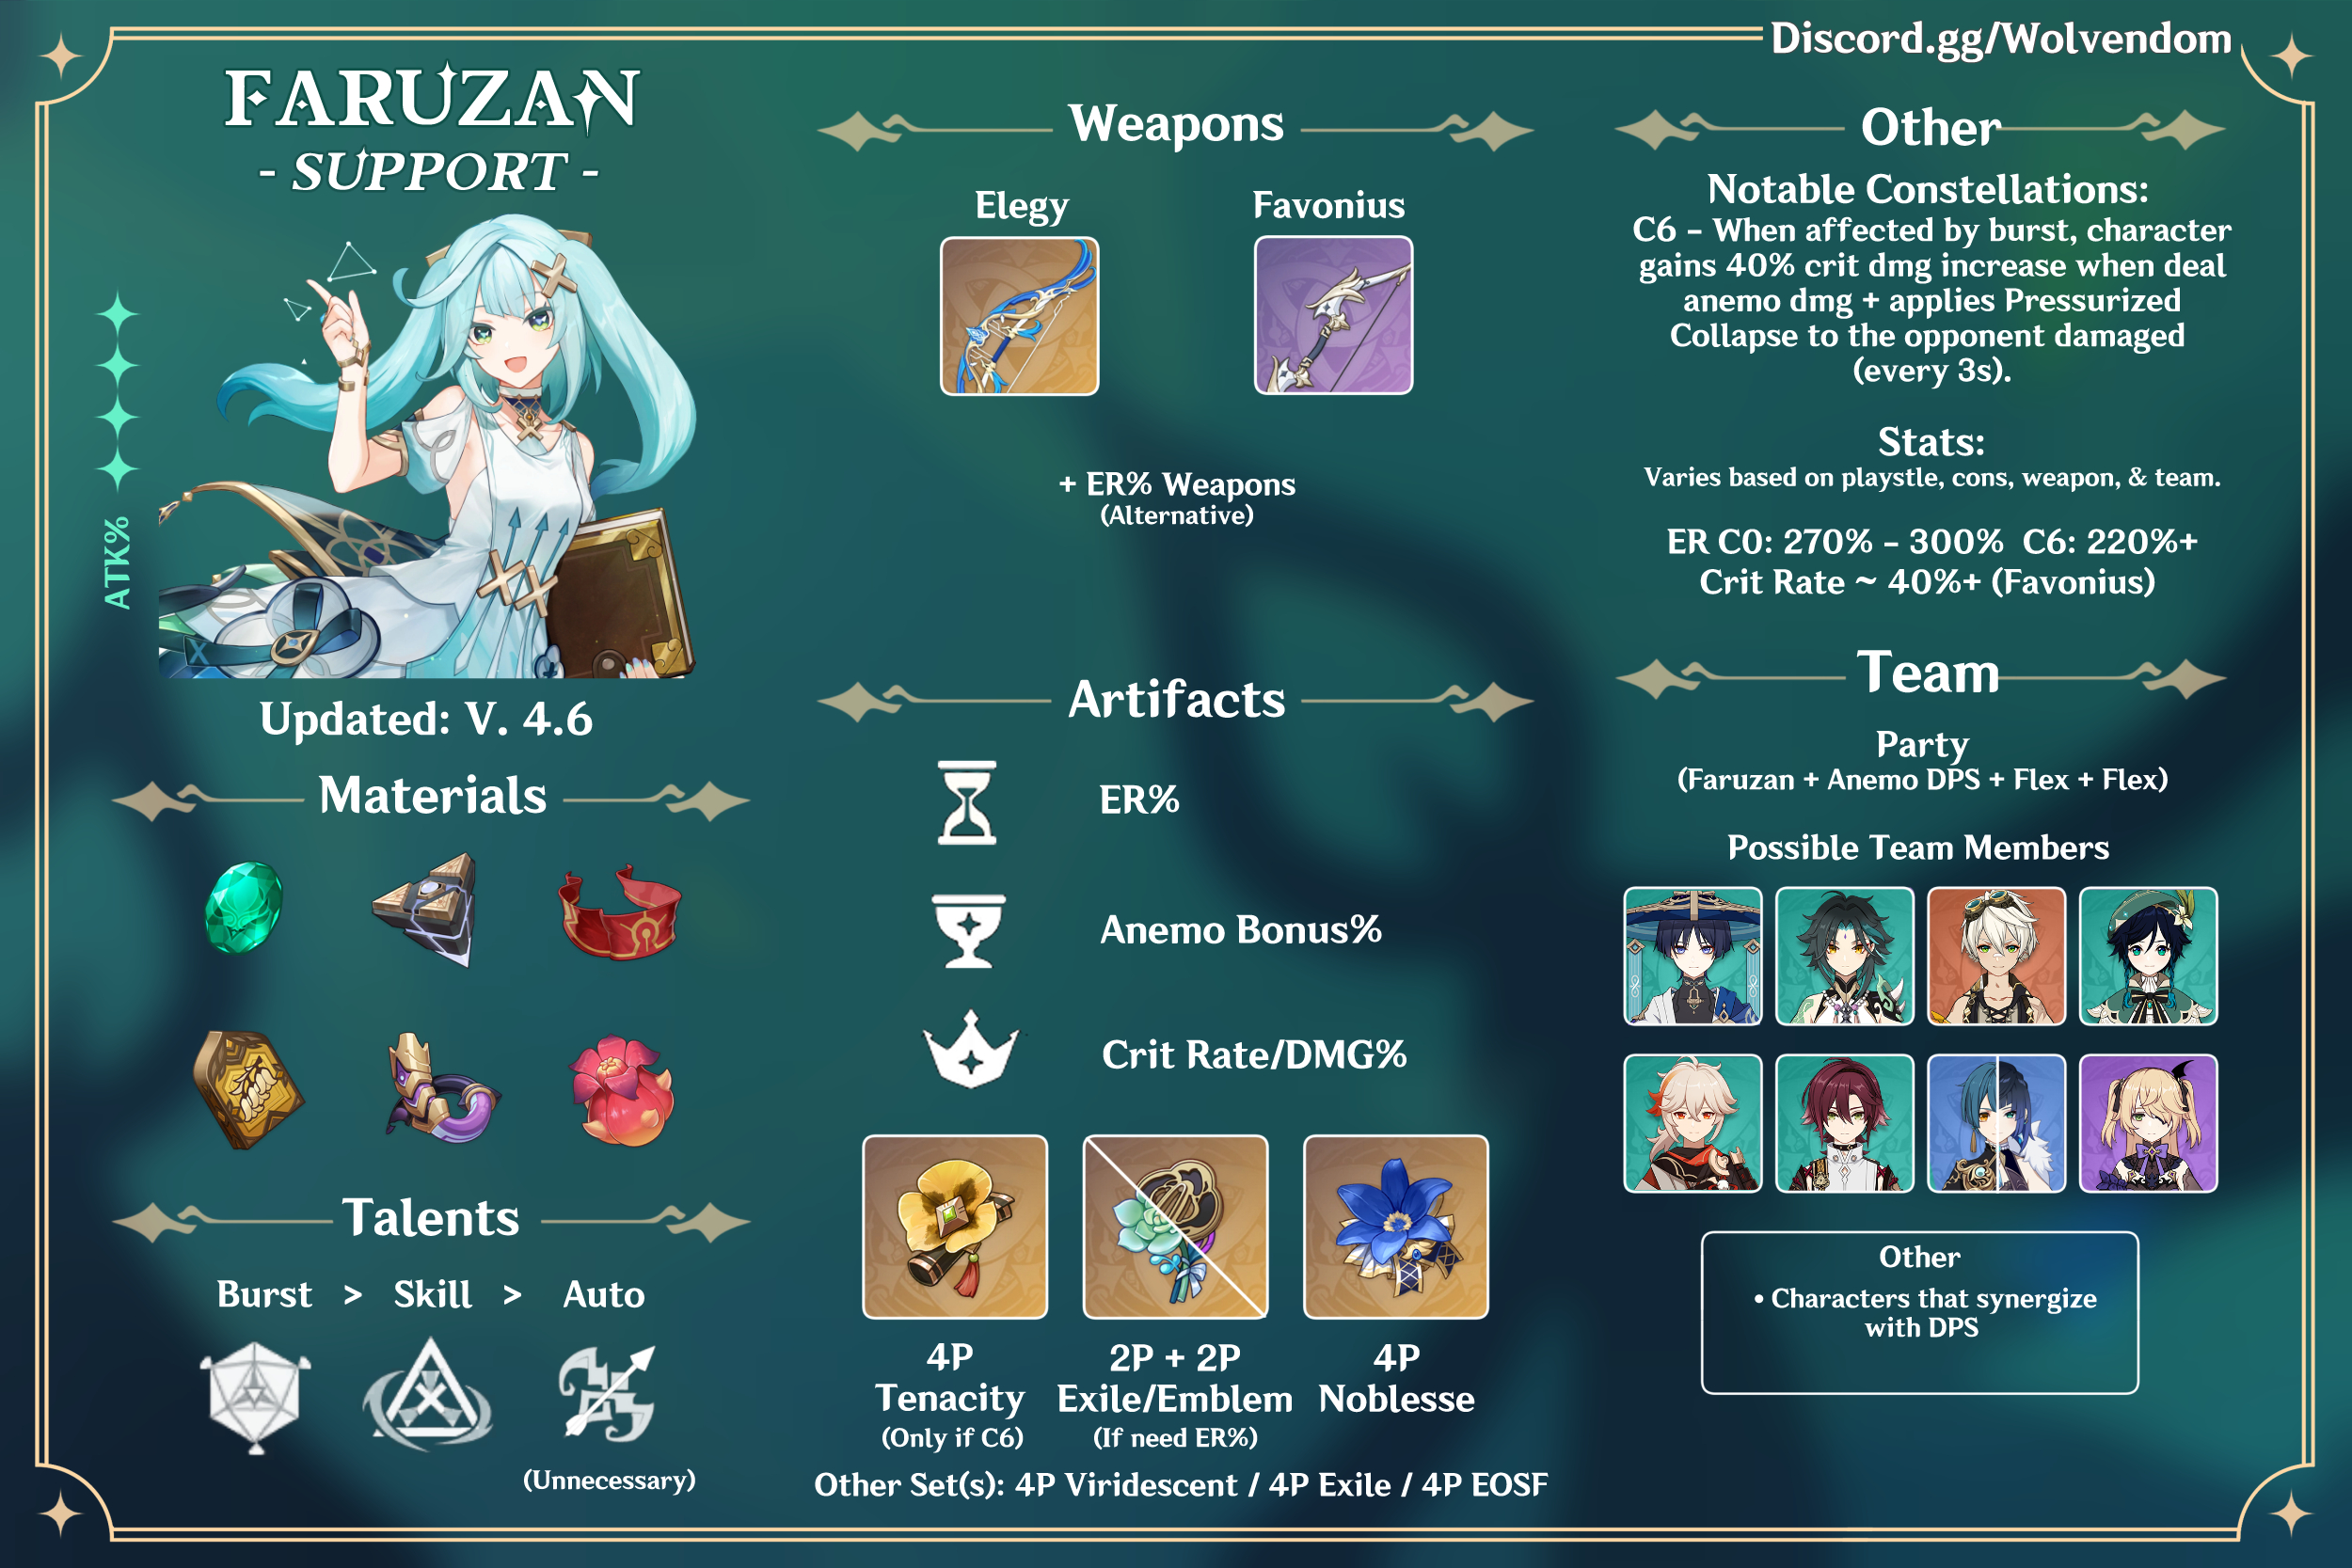 Discord.gg/Wolvendom
FARUZAN
- SUPPORT -
ATK%
Updated: V. 4.6
Materials
Talents
Burst > Skill > Auto
(Unnecessary)
Weapons
Elegy
Favonius
+ ER% Weapons
(Alternative)
Artifacts
ER%
Anemo Bonus%
Crit Rate/DMG%
4P
Tenacity
(Only if C6)
2P + 2P
Exile/Emblem
(If need ER%)
4P
Noblesse
Other Set(s): 4P Viridescent / 4P Exile / 4P EOSF
Other
Notable Constellations:
C6 - When affected by burst, character
gains 40% crit dmg increase when deal
anemo dmg + applies Pressurized
Collapse to the opponent damaged
(every 3s).
Stats:
Varies based on playstle, cons, weapon, & team.
ER C0: 270% - 300% C6: 220%+
Crit Rate ~ 40%+ (Favonius)
Team
Party
(Faruzan + Anemo DPS + Flex + Flex)
Possible Team Members
Other
• Characters that synergize
with DPS